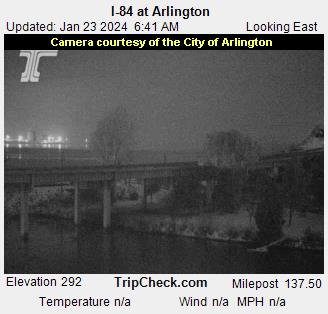 I-84 at Arlington
Updated: Jan 23 2024 6:41 AM Looking East
Camera courtesy of the City of Arlington
Elevation 292 TripCheck.com Milepost 137.50
Temperature n/a Wind n/a MPH n/a